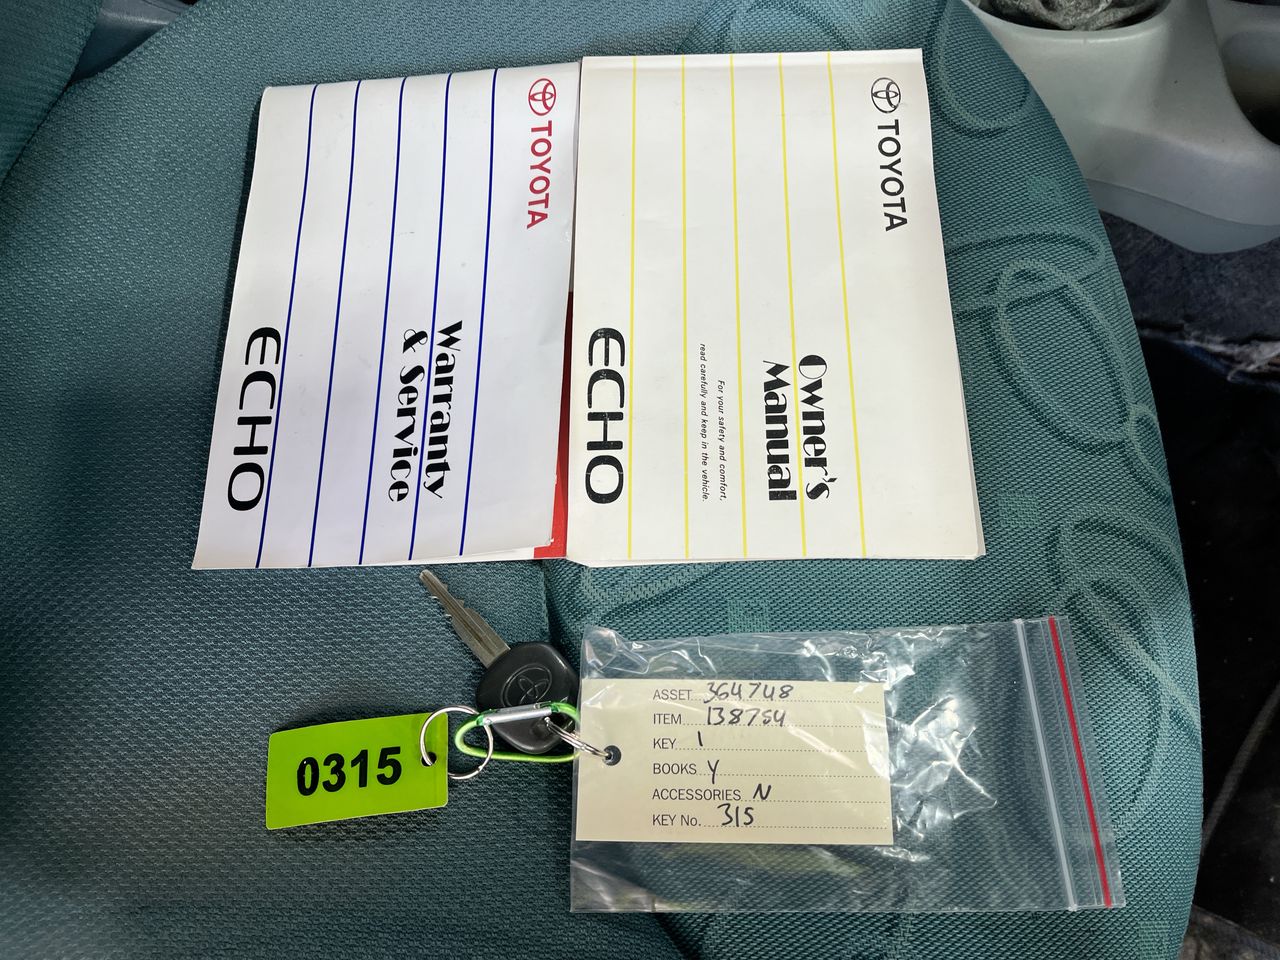 TOYOTA
Warranty
& Service
ECHO
TOYOTA
Owner's
Manual
For your safety and comfort,
read carefully and keep in the vehicle.
ECHO
0315
ASSET 364748
ITEM 138754
KEY 1
BOOKS Y
ACCESSORIES N
KEY No. 315